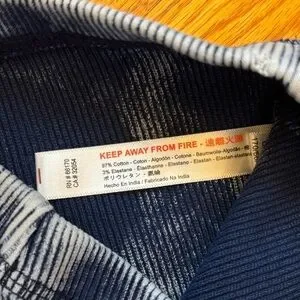 RN # 66170
CA # 32054
KEEP AWAY FROM FIRE - 遠離火源
97% Cotton - Coton - Algodón - Cotone - Baumwolle - Algodão - 綿
3% Elastane - Élasthanne - Elastano - Elastan - Elastan - Elastano
ポリウレタン - 氨綸
Hecho En India / Fabricado Na India